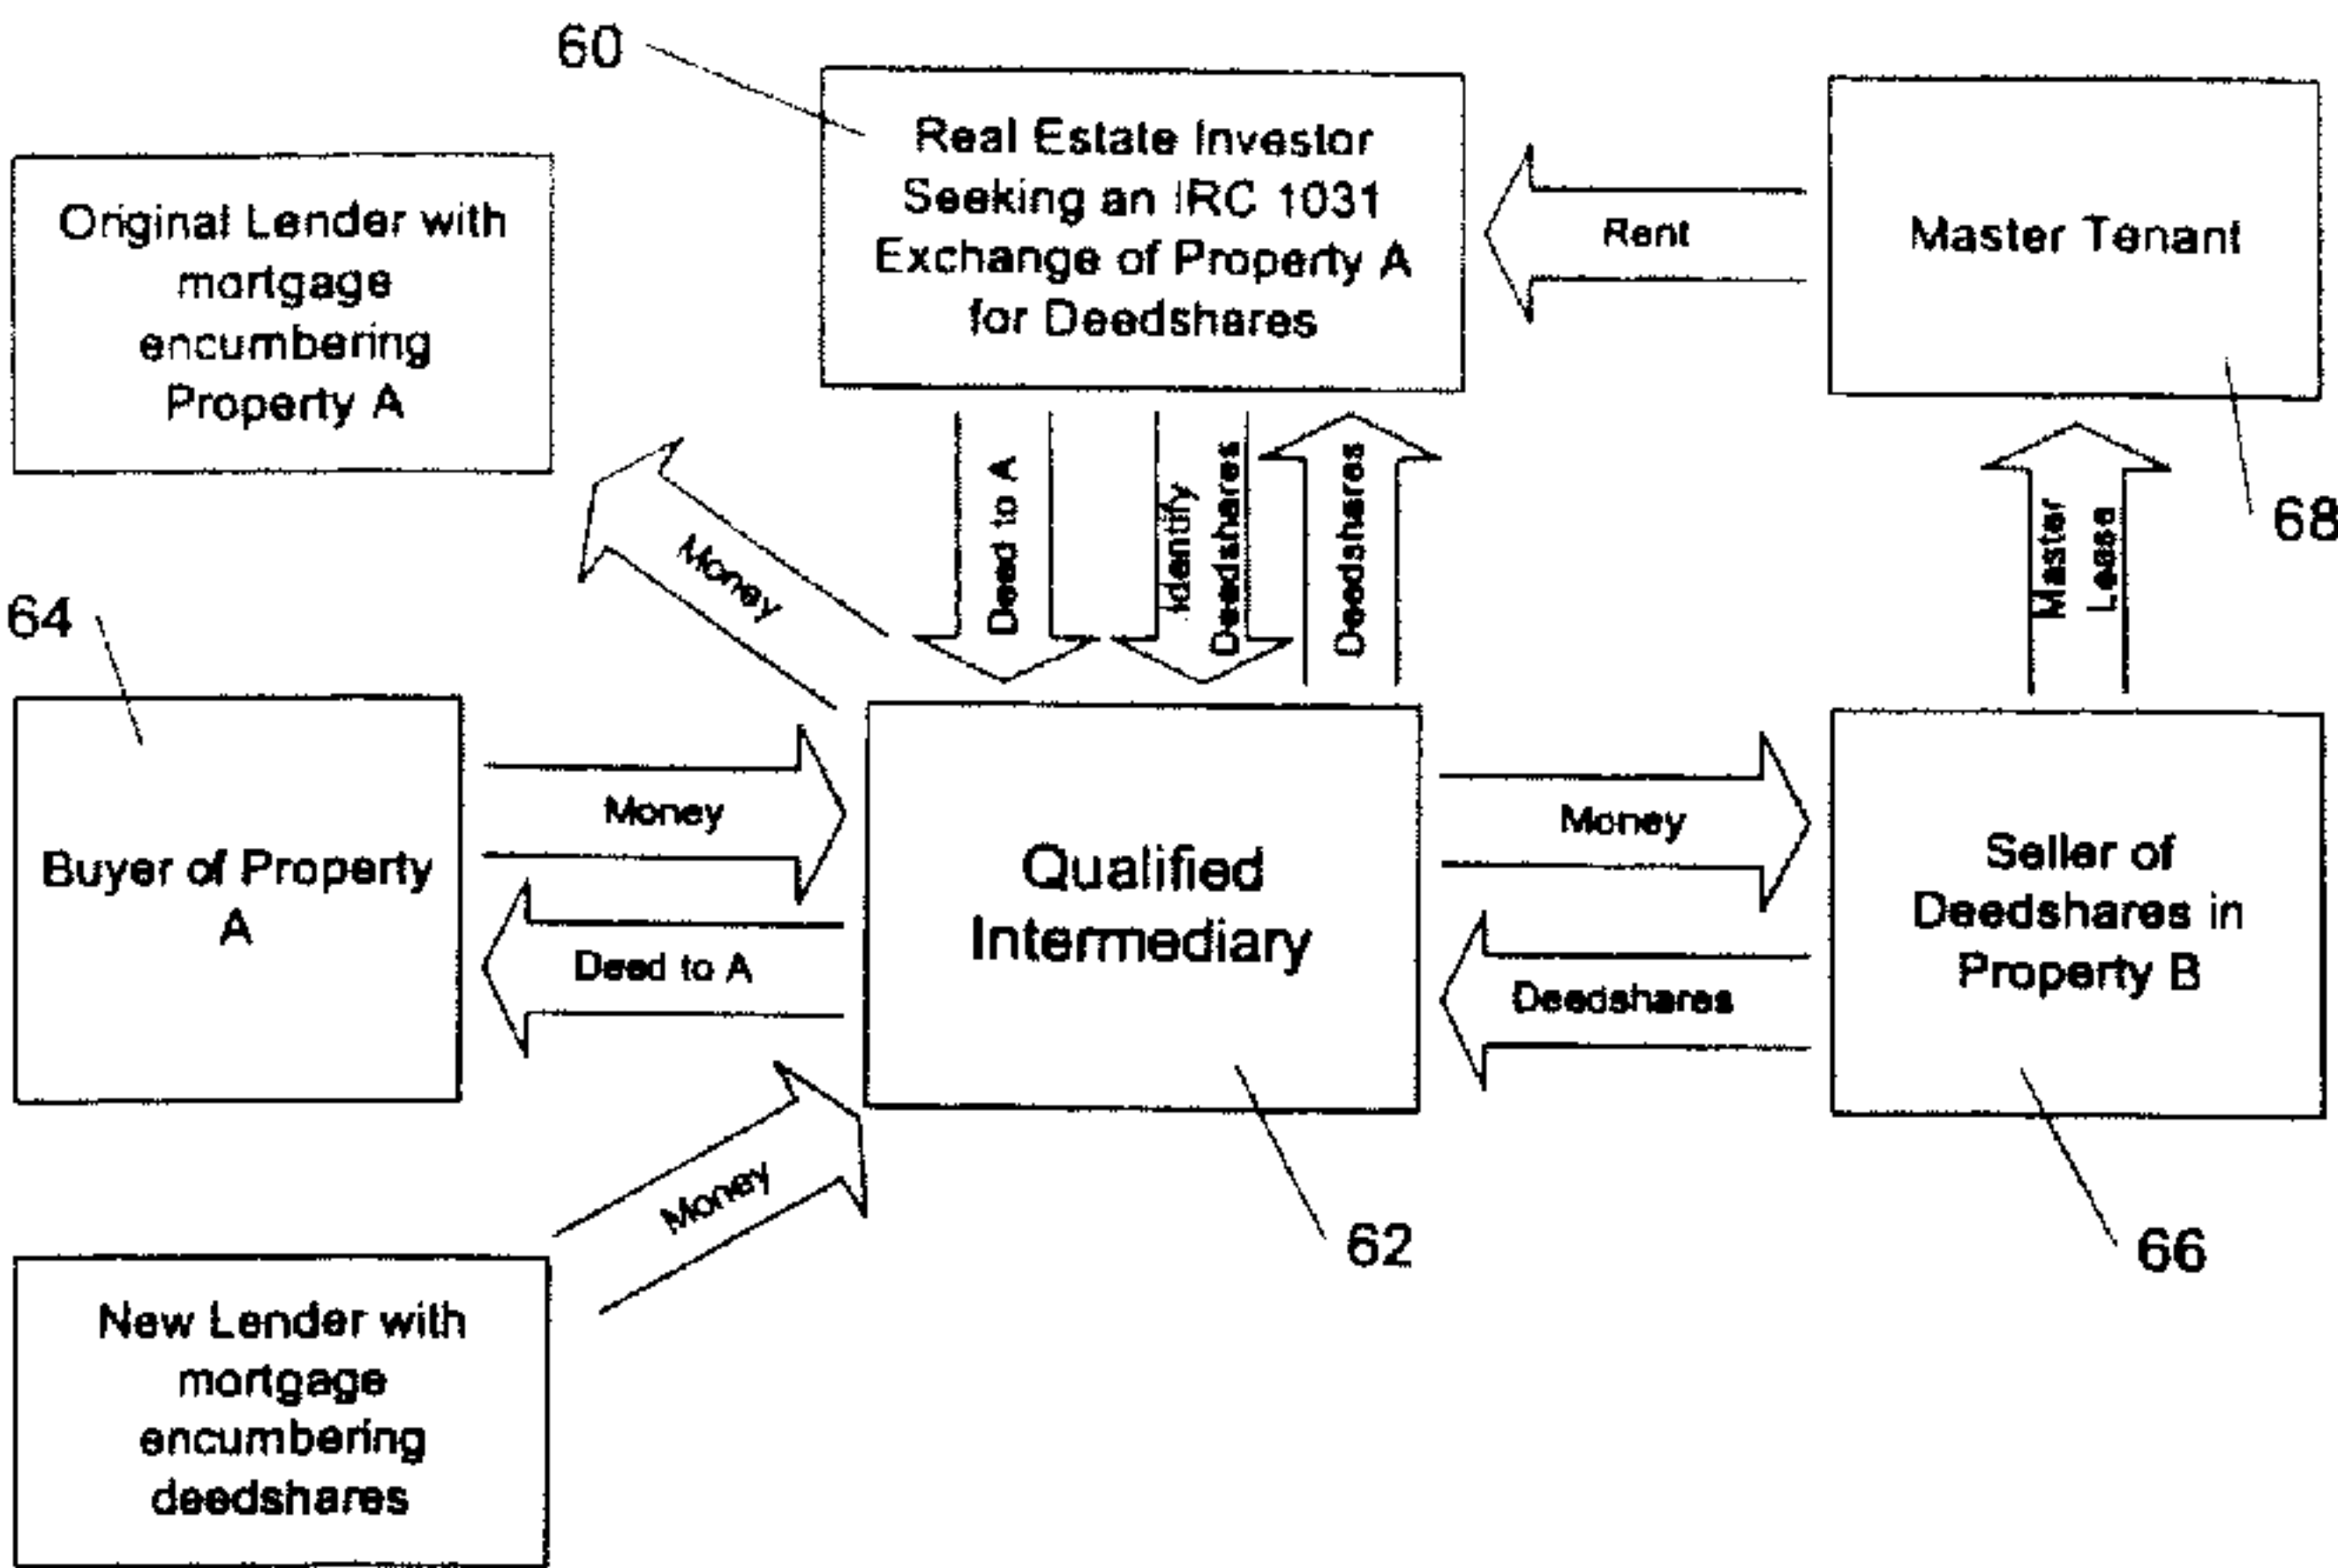 60
Real Estate Investor
Seeking an IRC 1031
Exchange of Property A
for Deedshares
Rent
Master Tenant
68
Original Lender with
mortgage
encumbering
Property A
Money
Deed to A
Identify
Deedshares
Deedshares
Master
Lease
64
Buyer of Property
A
Money
Deed to A
Qualified
Intermediary
62
Money
Deedshares
Seller of
Deedshares in
Property B
66
Money
New Lender with
mortgage
encumbering
deedshares